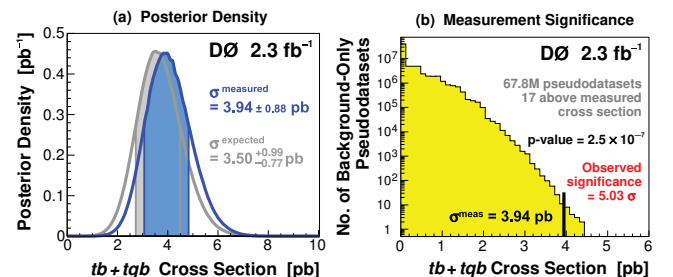 (a) Posterior Density
Posterior Density [pb⁻¹]
0.5
0.4
0.3
0.2
0.1
0
DØ 2.3 fb⁻¹
σ measured
= 3.94 ± 0.88 pb
σ expected
= 3.50 +0.99 −0.77 pb
0 2 4 6 8 10
tb+tqb Cross Section [pb]
(b) Measurement Significance
No. of Background-Only
Pseudodatasets
10⁷
10⁶
10⁵
10⁴
10³
10²
10
1
DØ 2.3 fb⁻¹
67.8M pseudodatasets
17 above measured
cross section
p-value = 2.5 × 10⁻⁷
Observed
significance
= 5.03 σ
σmeas = 3.94 pb
0 1 2 3 4 5 6
tb+tqb Cross Section [pb]